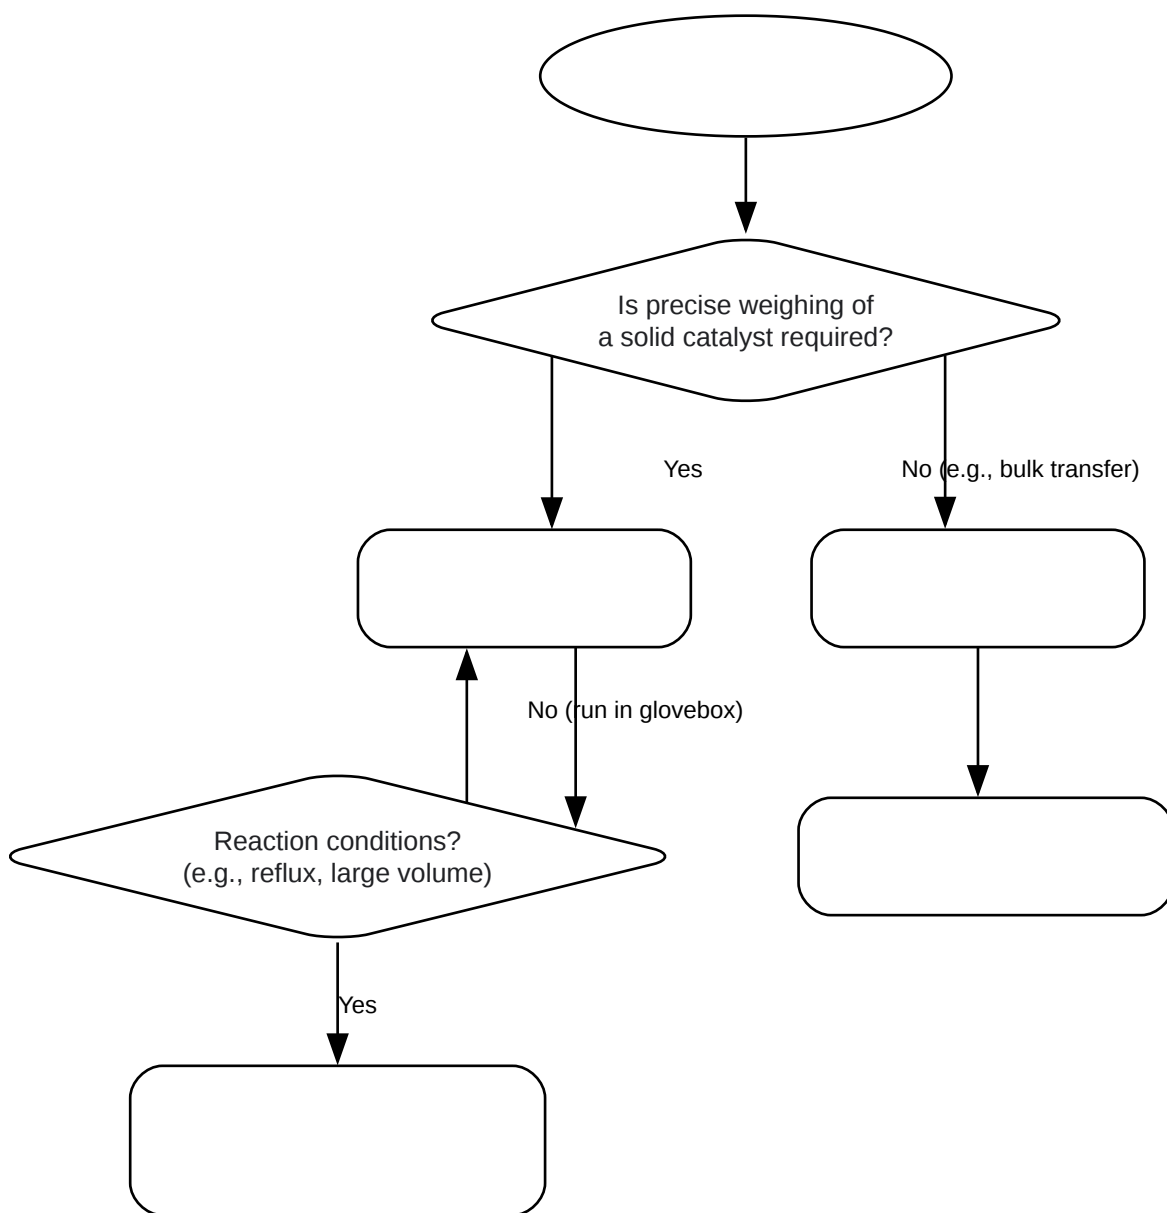 Is precise weighing of
a solid catalyst required?
Yes
No (e.g., bulk transfer)
No (run in glovebox)
Reaction conditions?
(e.g., reflux, large volume)
Yes